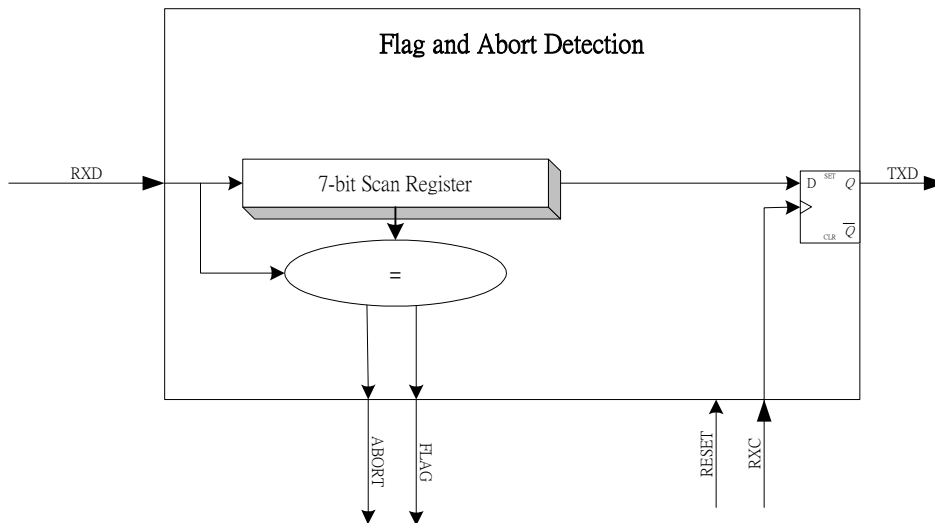 Flag and Abort Detection
RXD
7-bit Scan Register
D
SET
Q
TXD
CLR
Q
=
ABORT
FLAG
RESET
RXC